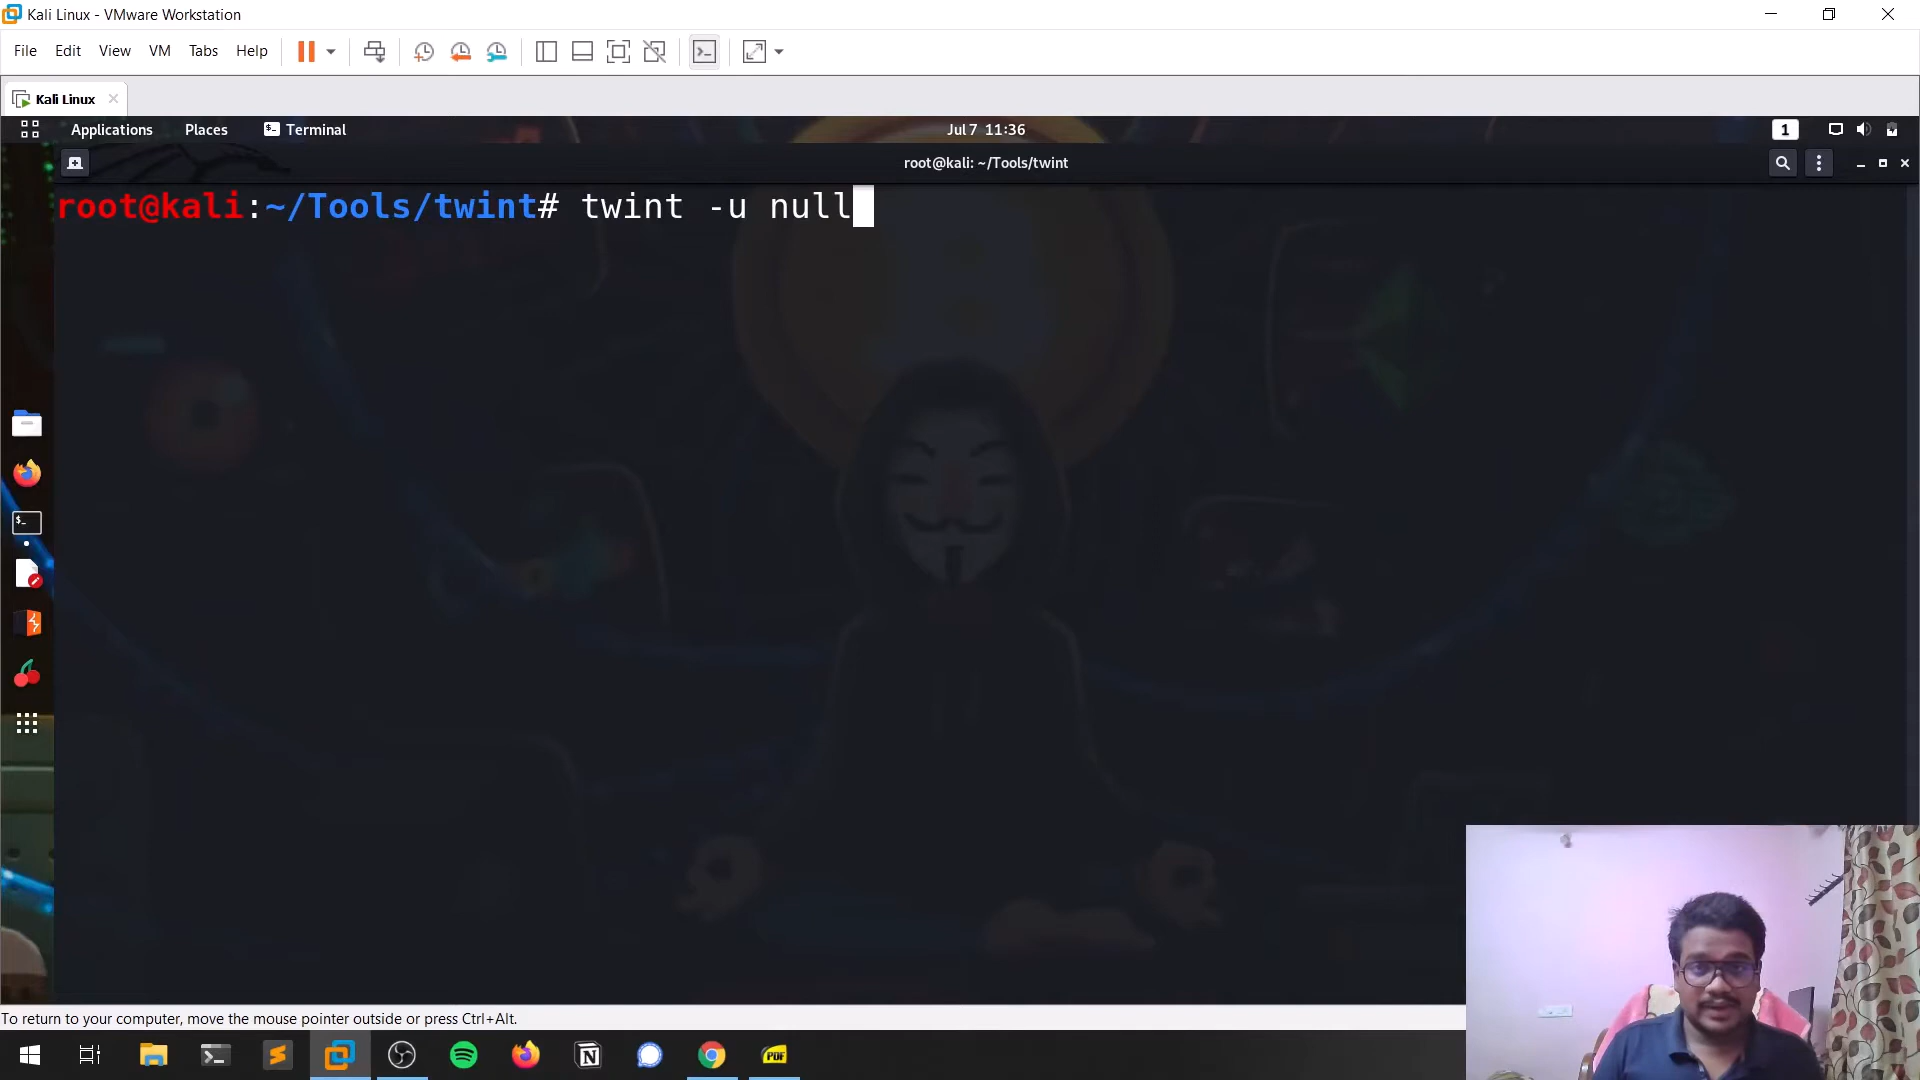 Kali Linux - VMware Workstation
File Edit View VM Tabs Help
Kali Linux
Applications Places Terminal Jul 7 11:36 1
root@kali: ~/Tools/twint
root@kali:~/Tools/twint# twint -u null
To return to your computer, move the mouse pointer outside or press Ctrl+Alt.
PDF